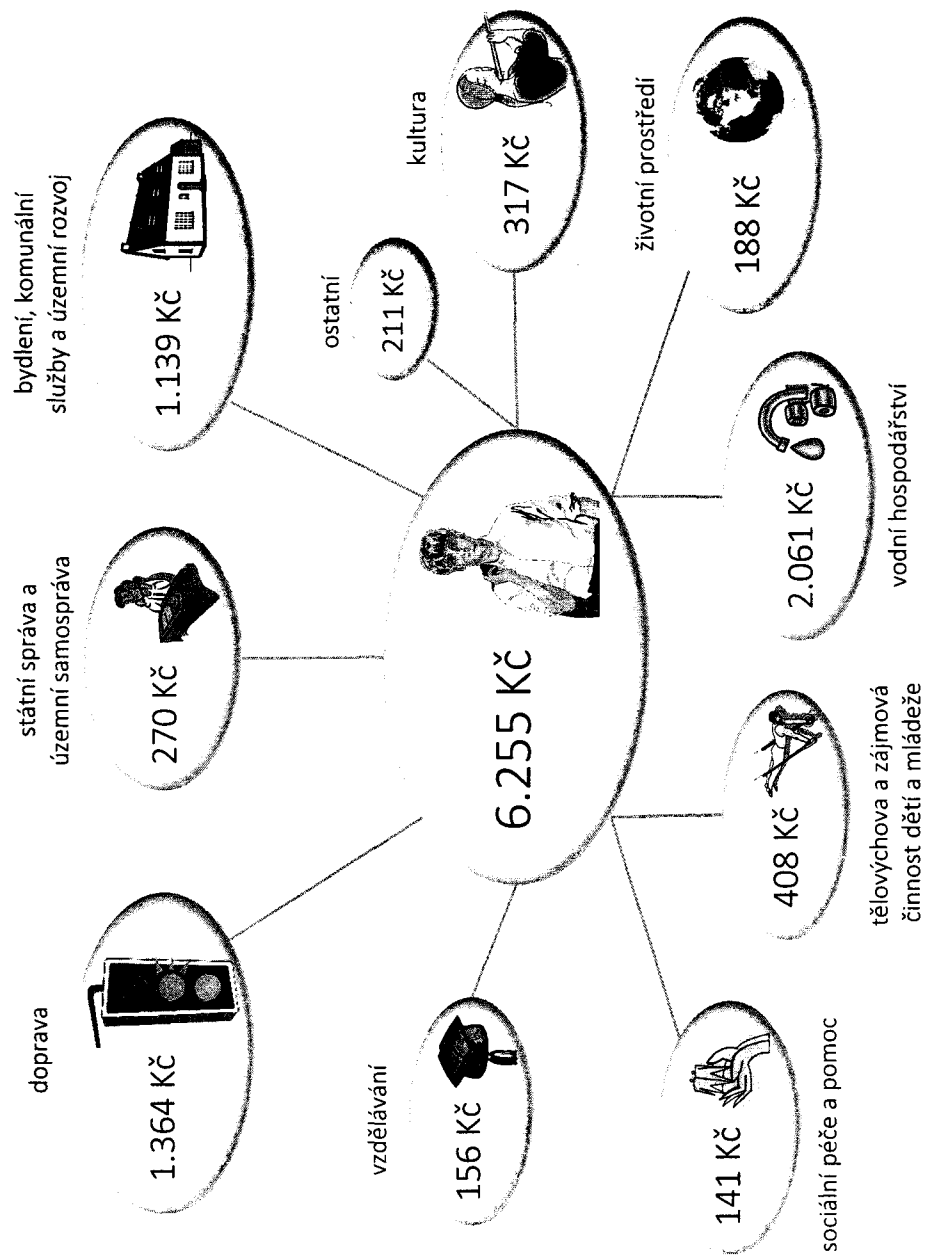 doprava
1.364 Kč
státní správa a
územní samospráva
270 Kč
bydlení, komunální
služby a územní rozvoj
1.139 Kč
ostatní
211 Kč
kultura
317 Kč
vzdělávání
156 Kč
6.255 Kč
životní prostředí
188 Kč
141 Kč
sociální péče a pomoc
408 Kč
tělovýchova a zájmová
činnost dětí a mládeže
2.061 Kč
vodní hospodářství